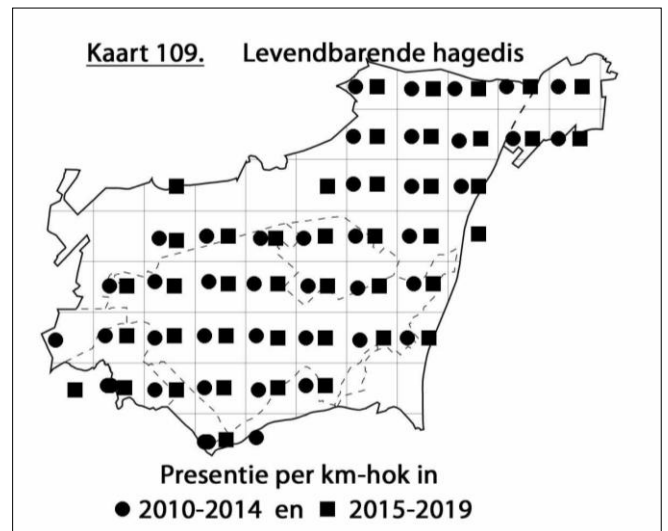 Kaart 109. Levendbarende hagedis
Presentie per km-hok in
● 2010-2014 en ■ 2015-2019